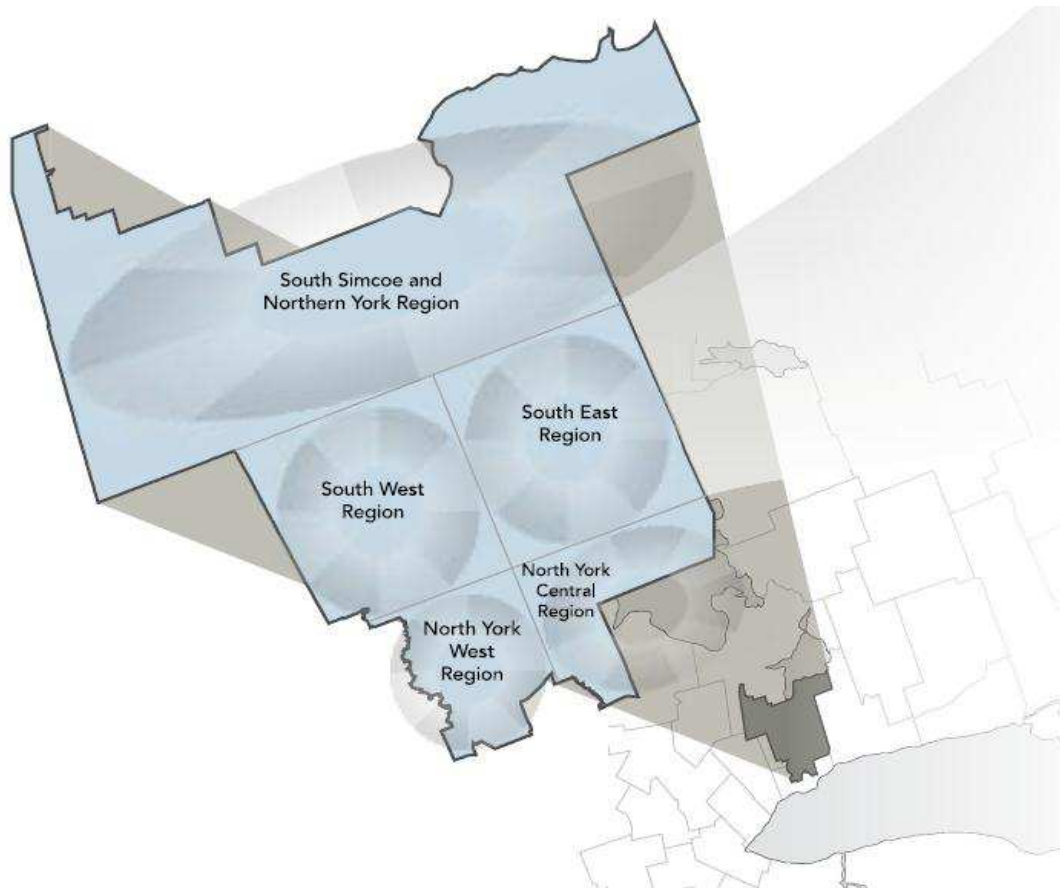 South Simcoe and
Northern York Region
South East
Region
South West
Region
North York
Central
Region
North York
West
Region